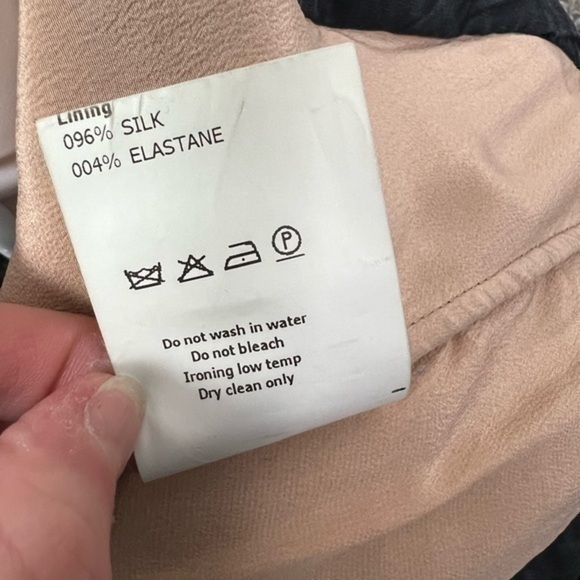 Lining
096% SILK
004% ELASTANE
P
Do not wash in water
Do not bleach
Ironing low temp
Dry clean only